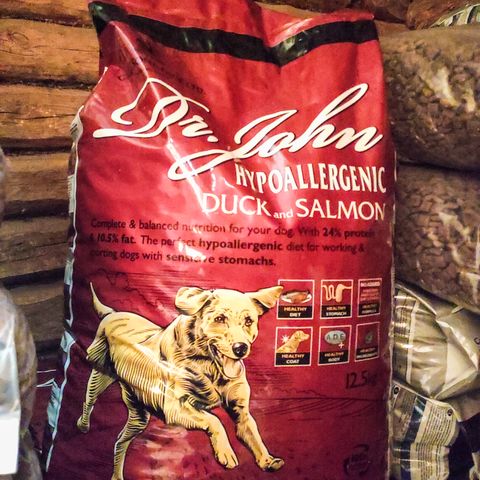 Dr. John
HYPOALLERGENIC
DUCK and SALMON
Complete & balanced nutrition for your dog. With 24% protein
& 10.5% fat. The perfect hypoallergenic diet for working &
sporting dogs with sensitive stomachs.
HEALTHY DIET
HEALTHY STOMACH
HEALTHY COAT
A.D.E
HEALTHY BODY
12.5kg